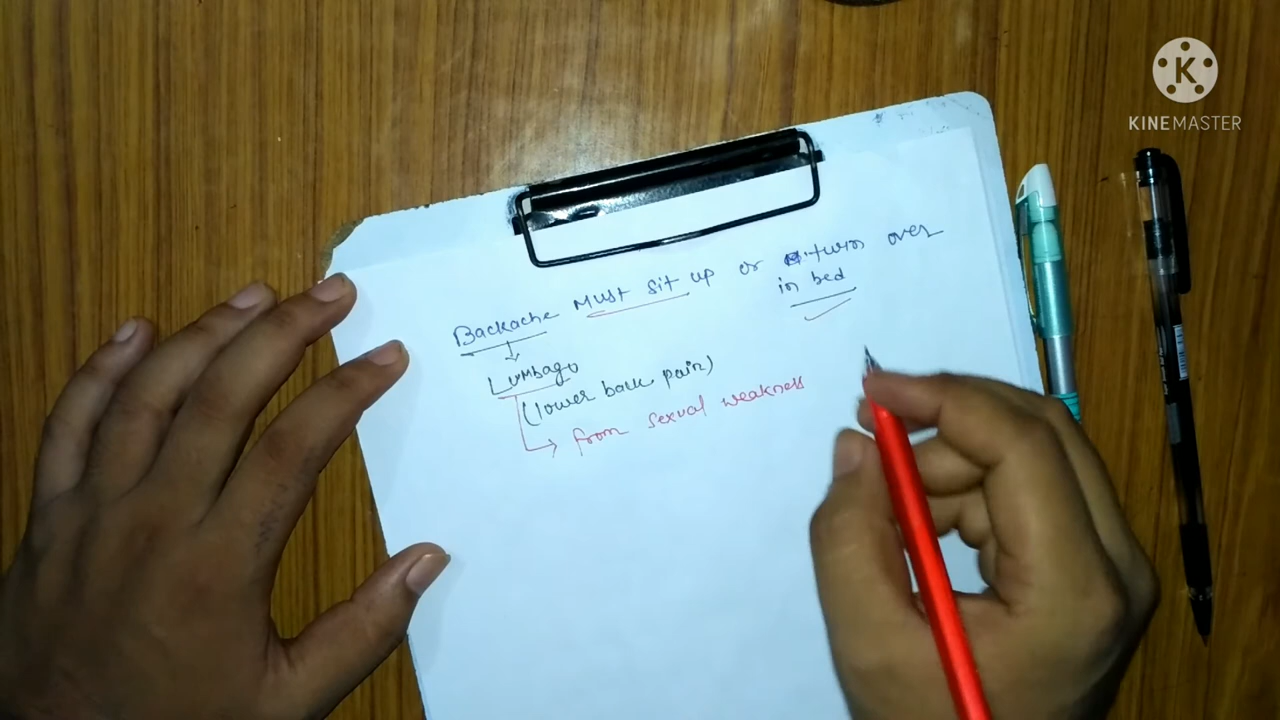 KINEMASTER
Backache Must sit up or turn over
in bed
Lumbago
(lower back pain)
from sexual weakness